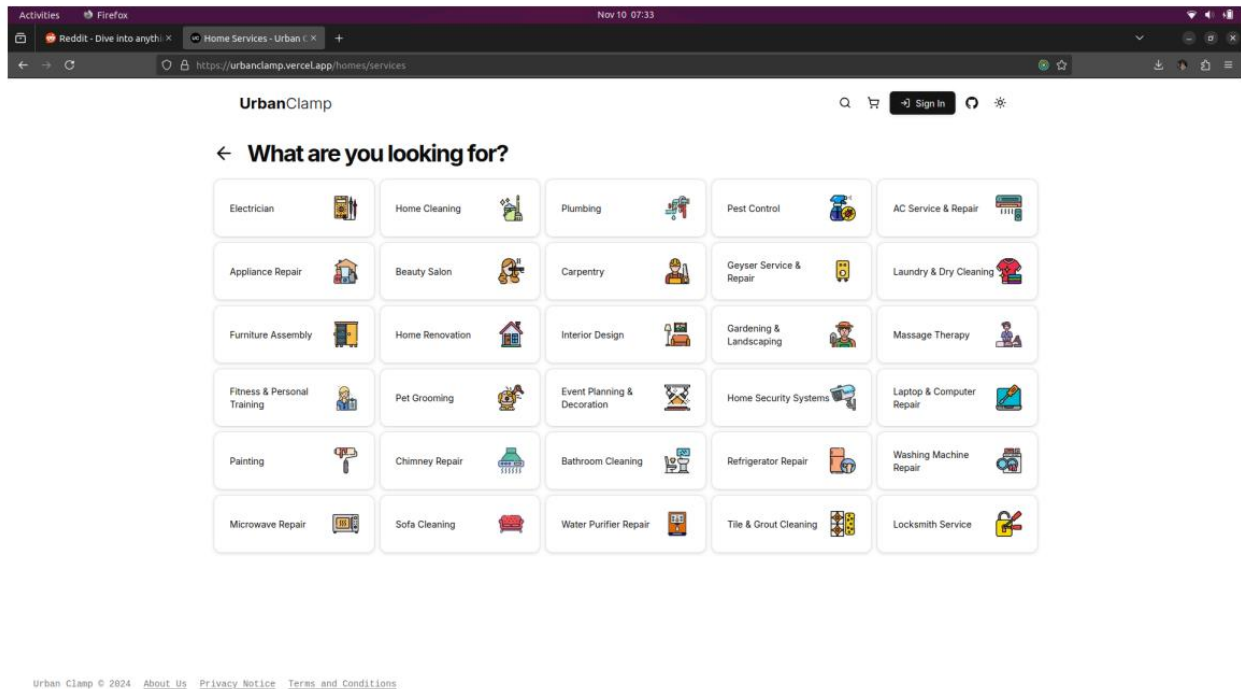 Activities Firefox Nov 10 07:33
Reddit - Dive into anythi × Home Services - Urban C × +
https://urbanclamp.vercel.app/homes/services
UrbanClamp Sign In
What are you looking for?
Electrician Home Cleaning Plumbing Pest Control AC Service & Repair
Appliance Repair Beauty Salon Carpentry Geyser Service & Repair Laundry & Dry Cleaning
Furniture Assembly Home Renovation Interior Design Gardening & Landscaping Massage Therapy
Fitness & Personal Training Pet Grooming Event Planning & Decoration Home Security Systems Laptop & Computer Repair
Painting Chimney Repair Bathroom Cleaning Refrigerator Repair Washing Machine Repair
Microwave Repair Sofa Cleaning Water Purifier Repair Tile & Grout Cleaning Locksmith Service
Urban Clamp © 2024 About Us Privacy Notice Terms and Conditions